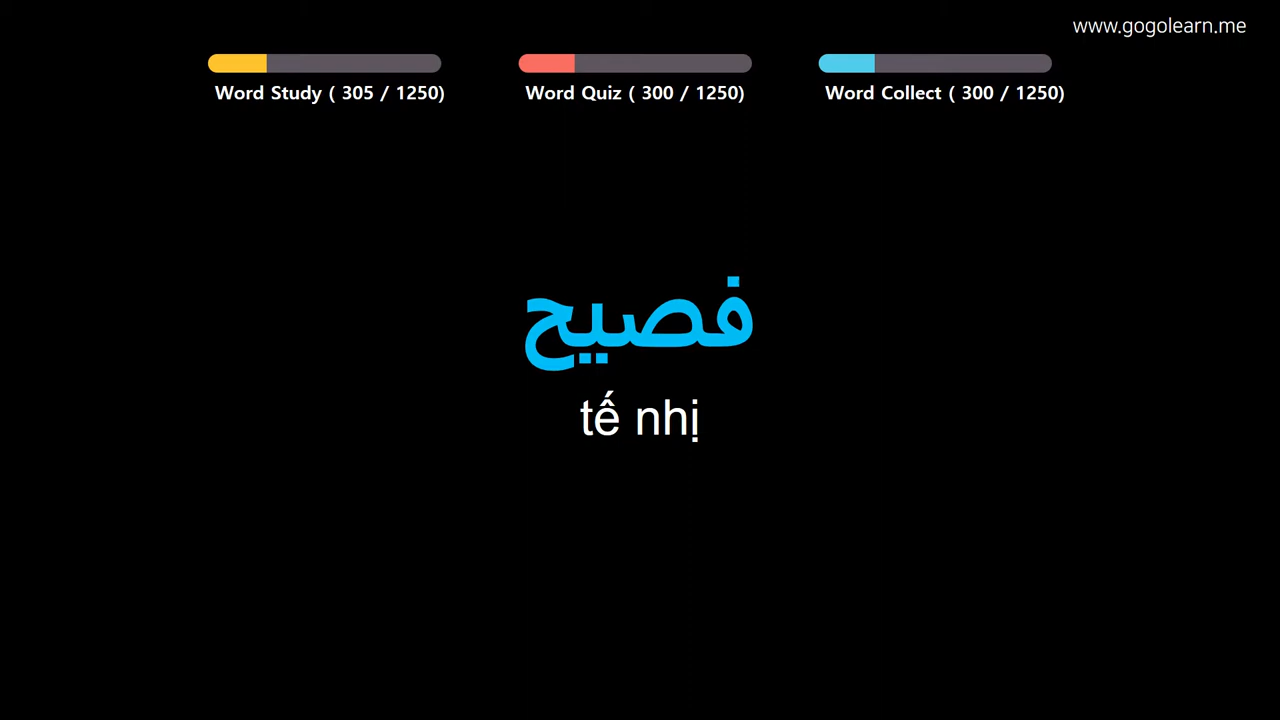 www.gogolearn.me
Word Study ( 305 / 1250)
Word Quiz ( 300 / 1250)
Word Collect ( 300 / 1250)
فصيح
tế nhị